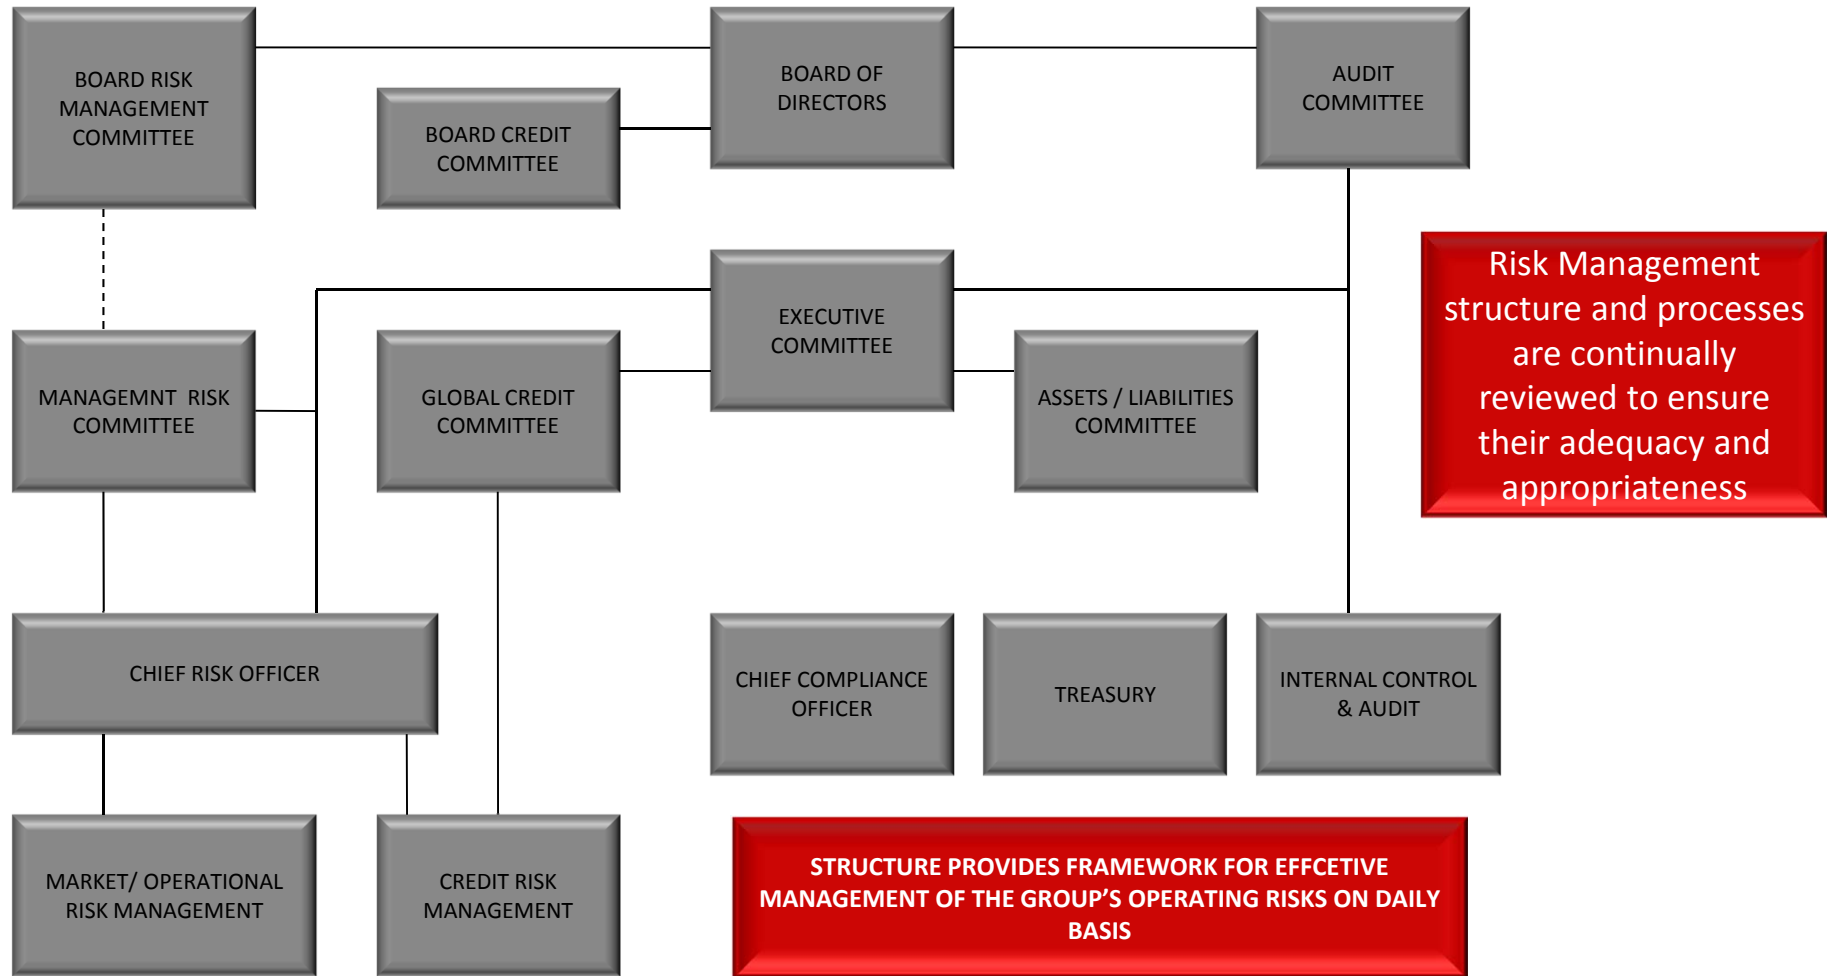 BOARD RISK
MANAGEMENT
COMMITTEE
BOARD OF
DIRECTORS
AUDIT
COMMITTEE
BOARD CREDIT
COMMITTEE
Risk Management
structure and processes
are continually
reviewed to ensure
their adequacy and
appropriateness
EXECUTIVE
COMMITTEE
MANAGEMNT RISK
COMMITTEE
GLOBAL CREDIT
COMMITTEE
ASSETS / LIABILITIES
COMMITTEE
CHIEF RISK OFFICER
CHIEF COMPLIANCE
OFFICER
TREASURY
INTERNAL CONTROL
& AUDIT
MARKET/ OPERATIONAL
RISK MANAGEMENT
CREDIT RISK
MANAGEMENT
STRUCTURE PROVIDES FRAMEWORK FOR EFFCETIVE
MANAGEMENT OF THE GROUP’S OPERATING RISKS ON DAILY
BASIS